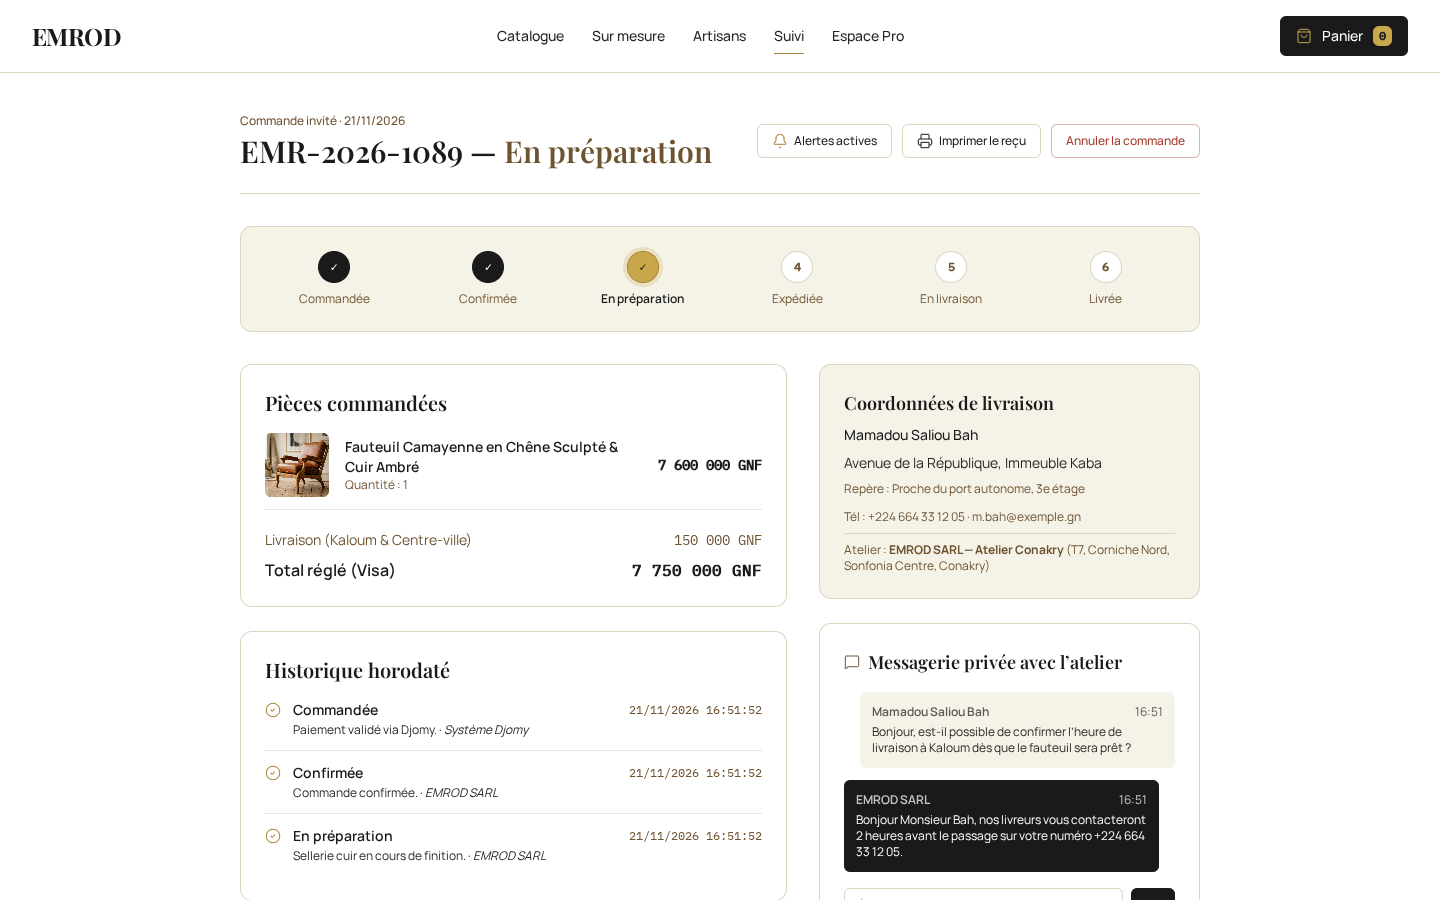 EMROD
Catalogue
Sur mesure
Artisans
Suivi
Espace Pro
Panier 0
Commande invité · 21/11/2026
EMR-2026-1089 — En préparation
Alertes actives
Imprimer le reçu
Annuler la commande
✓
✓
✓
4
5
6
Commandée
Confirmée
En préparation
Expédiée
En livraison
Livrée
Pièces commandées
Fauteuil Camayenne en Chêne Sculpté &
Cuir Ambré
Quantité : 1
7 600 000 GNF
Livraison (Kaloum & Centre-ville)
150 000 GNF
Total réglé (Visa)
7 750 000 GNF
Historique horodaté
Commandée
21/11/2026 16:51:52
Paiement validé via Djomy. · Système Djomy
Confirmée
21/11/2026 16:51:52
Commande confirmée. · EMROD SARL
En préparation
21/11/2026 16:51:52
Sellerie cuir en cours de finition. · EMROD SARL
Coordonnées de livraison
Mamadou Saliou Bah
Avenue de la République, Immeuble Kaba
Repère : Proche du port autonome, 3e étage
Tél : +224 664 33 12 05 · m.bah@exemple.gn
Atelier : EMROD SARL — Atelier Conakry (T7, Corniche Nord,
Sonfonia Centre, Conakry)
Messagerie privée avec l’atelier
Mamadou Saliou Bah
16:51
Bonjour, est-il possible de confirmer l'heure de
livraison à Kaloum dès que le fauteuil sera prêt ?
EMROD SARL
16:51
Bonjour Monsieur Bah, nos livreurs vous contacteront
2 heures avant le passage sur votre numéro +224 664
33 12 05.